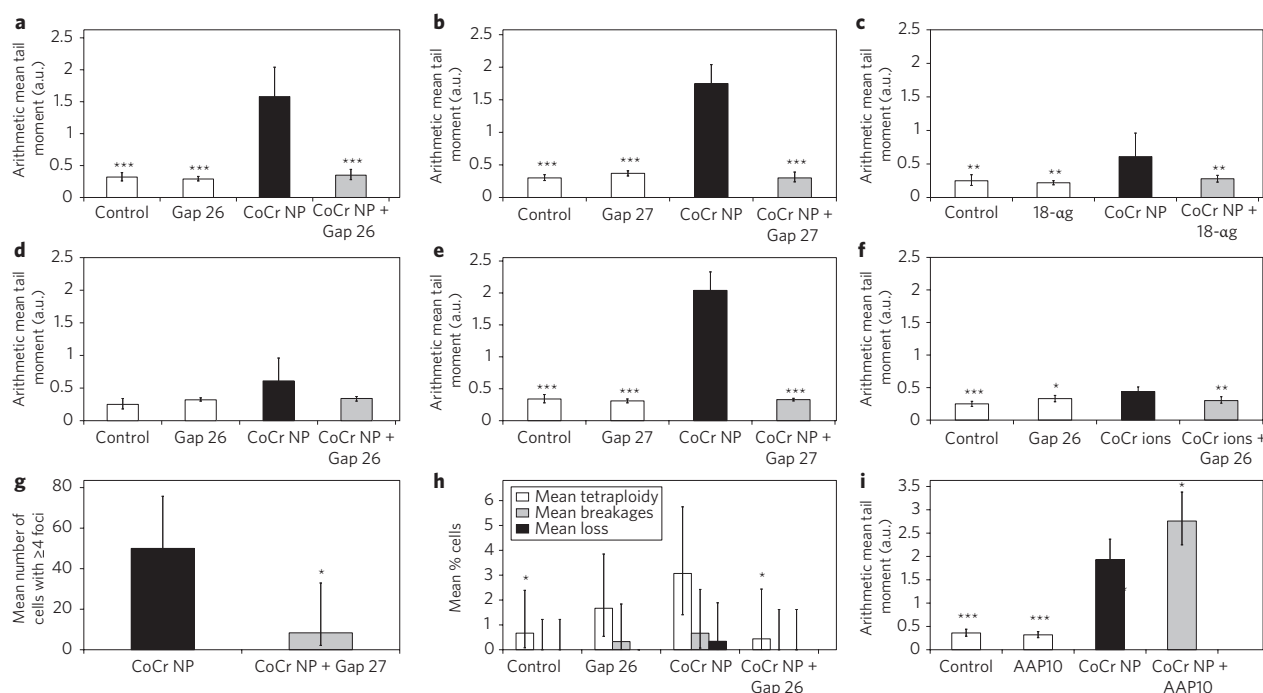 a
Arithmetic mean tail
moment (a.u.)
2.5
2
1.5
1
0.5
0
***
***
***
Control
Gap 26
CoCr NP
CoCr NP +
Gap 26
b
Arithmetic mean tail
moment (a.u.)
2.5
2
1.5
1
0.5
0
***
***
***
Control
Gap 27
CoCr NP
CoCr NP +
Gap 27
c
Arithmetic mean tail
moment (a.u.)
2.5
2
1.5
1
0.5
0
**
**
**
Control
18-αg
CoCr NP
CoCr NP +
18-αg
d
Arithmetic mean tail
moment (a.u.)
2.5
2
1.5
1
0.5
0
Control
Gap 26
CoCr NP
CoCr NP +
Gap 26
e
Arithmetic mean tail
moment (a.u.)
2.5
2
1.5
1
0.5
0
***
***
***
Control
Gap 27
CoCr NP
CoCr NP +
Gap 27
f
Arithmetic mean tail
moment (a.u.)
2.5
2
1.5
1
0.5
0
***
*
**
Control
Gap 26
CoCr ions
CoCr ions +
Gap 26
g
Mean number of
cells with ≥4 foci
80
60
40
20
0
*
CoCr NP
CoCr NP + Gap 27
h
Mean % cells
6
5
4
3
2
1
0
Mean tetraploidy
Mean breakages
Mean loss
*
*
Control
Gap 26
CoCr NP
CoCr NP +
Gap 26
i
Arithmetic mean tail
moment (a.u.)
3.5
3
2.5
2
1.5
1
0.5
0
***
***
*
*
Control
AAP10
CoCr NP
CoCr NP +
AAP10